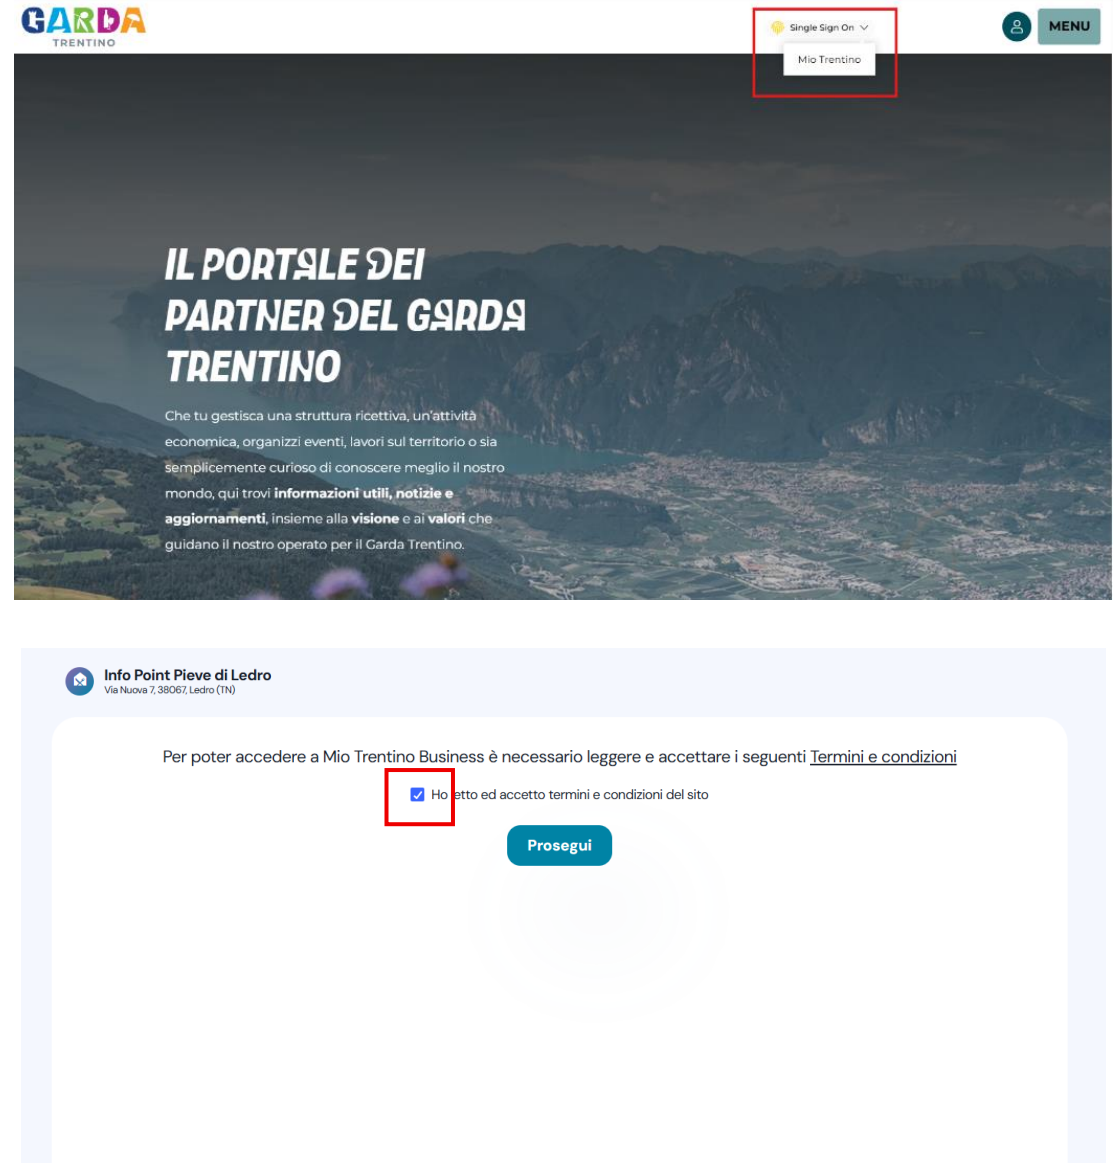 GARDA
TRENTINO
Single Sign On
MENU
Mio Trentino
IL PORTALE DEI
PARTNER DEL GARDA
TRENTINO
Che tu gestisca una struttura ricettiva, un'attività
economica, organizzi eventi, lavori sul territorio o sia
semplicemente curioso di conoscere meglio il nostro
mondo, qui trovi informazioni utili, notizie e
aggiornamenti, insieme alla visione e ai valori che
guidano il nostro operato per il Garda Trentino.
Info Point Pieve di Ledro
Via Nuova 7, 38067, Ledro (TN)
Per poter accedere a Mio Trentino Business è necessario leggere e accettare i seguenti Termini e condizioni
Ho letto ed accetto termini e condizioni del sito
Prosegui